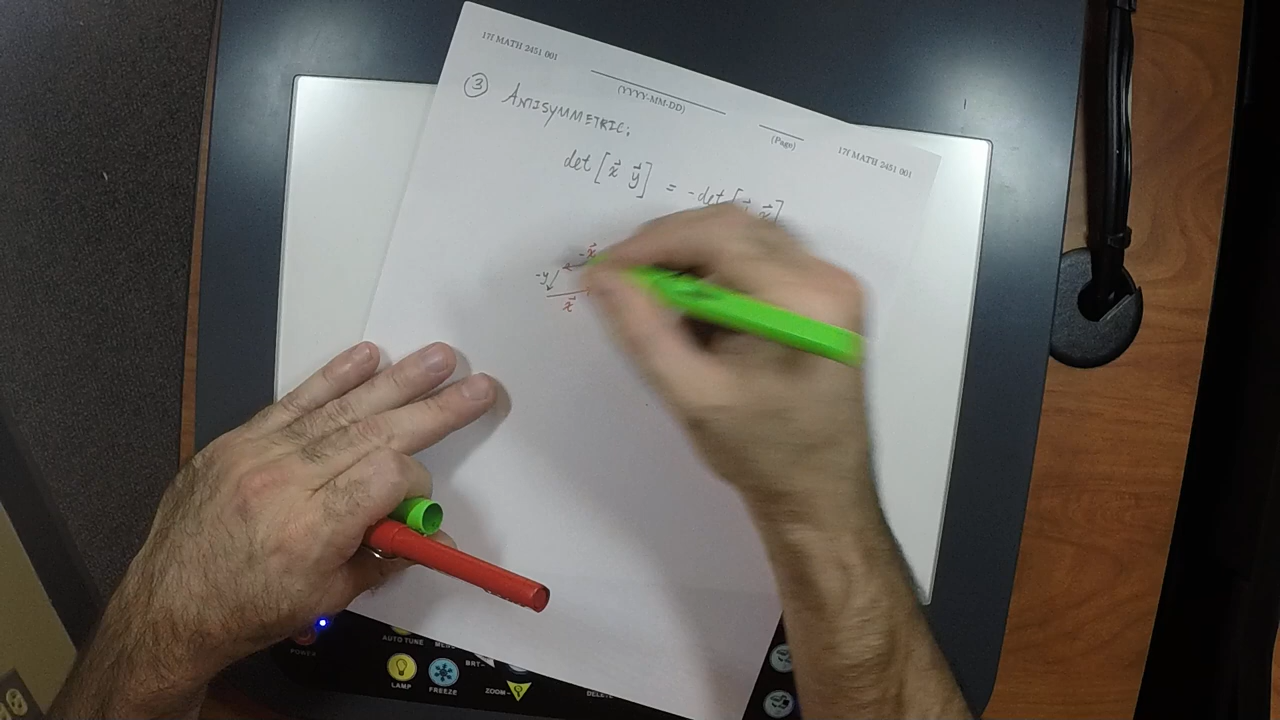 17f MATH 2451 001
(YYYY-MM-DD)
(Page)
17f MATH 2451 001
③ ANTISYMMETRIC:
det [x⃗ y⃗] = -det [y⃗ x⃗]
-x⃗
-y
x⃗
POWER
AUTO TUNE
LAMP
FREEZE
BRT-
ZOOM-